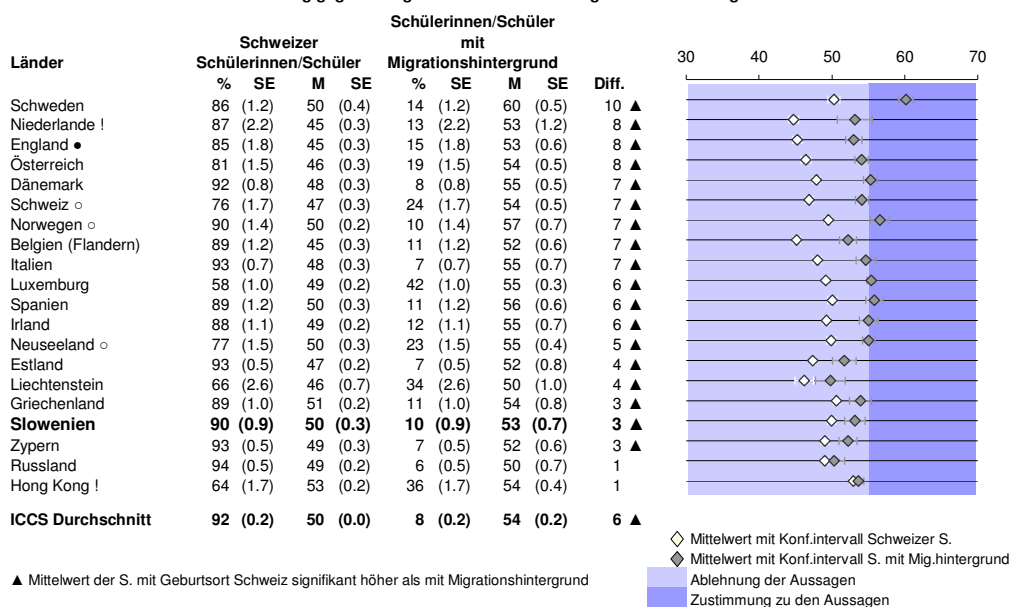 Schülerinnen/Schüler
Schweizer mit
Länder Schülerinnen/Schüler Migrationshintergrund
% SE M SE % SE M SE Diff.
30 40 50 60 70
Schweden 86 (1.2) 50 (0.4) 14 (1.2) 60 (0.5) 10 ▲
Niederlande ! 87 (2.2) 45 (0.3) 13 (2.2) 53 (1.2) 8 ▲
England ● 85 (1.8) 45 (0.3) 15 (1.8) 53 (0.6) 8 ▲
Österreich 81 (1.5) 46 (0.3) 19 (1.5) 54 (0.5) 8 ▲
Dänemark 92 (0.8) 48 (0.3) 8 (0.8) 55 (0.5) 7 ▲
Schweiz ○ 76 (1.7) 47 (0.3) 24 (1.7) 54 (0.5) 7 ▲
Norwegen ○ 90 (1.4) 50 (0.2) 10 (1.4) 57 (0.7) 7 ▲
Belgien (Flandern) 89 (1.2) 45 (0.3) 11 (1.2) 52 (0.6) 7 ▲
Italien 93 (0.7) 48 (0.3) 7 (0.7) 55 (0.7) 7 ▲
Luxemburg 58 (1.0) 49 (0.2) 42 (1.0) 55 (0.3) 6 ▲
Spanien 89 (1.2) 50 (0.3) 11 (1.2) 56 (0.6) 6 ▲
Irland 88 (1.1) 49 (0.2) 12 (1.1) 55 (0.7) 6 ▲
Neuseeland ○ 77 (1.5) 50 (0.3) 23 (1.5) 55 (0.4) 5 ▲
Estland 93 (0.5) 47 (0.2) 7 (0.5) 52 (0.8) 4 ▲
Liechtenstein 66 (2.6) 46 (0.7) 34 (2.6) 50 (1.0) 4 ▲
Griechenland 89 (1.0) 51 (0.2) 11 (1.0) 54 (0.8) 3 ▲
Slowenien 90 (0.9) 50 (0.3) 10 (0.9) 53 (0.7) 3 ▲
Zypern 93 (0.5) 49 (0.3) 7 (0.5) 52 (0.6) 3 ▲
Russland 94 (0.5) 49 (0.2) 6 (0.5) 50 (0.7) 1
Hong Kong ! 64 (1.7) 53 (0.2) 36 (1.7) 54 (0.4) 1
ICCS Durchschnitt 92 (0.2) 50 (0.0) 8 (0.2) 54 (0.2) 6 ▲
Mittelwert mit Konf.intervall Schweizer S.
Mittelwert mit Konf.intervall S. mit Mig.hintergrund
▲ Mittelwert der S. mit Geburtsort Schweiz signifikant höher als mit Migrationshintergrund
Ablehnung der Aussagen
Zustimmung zu den Aussagen